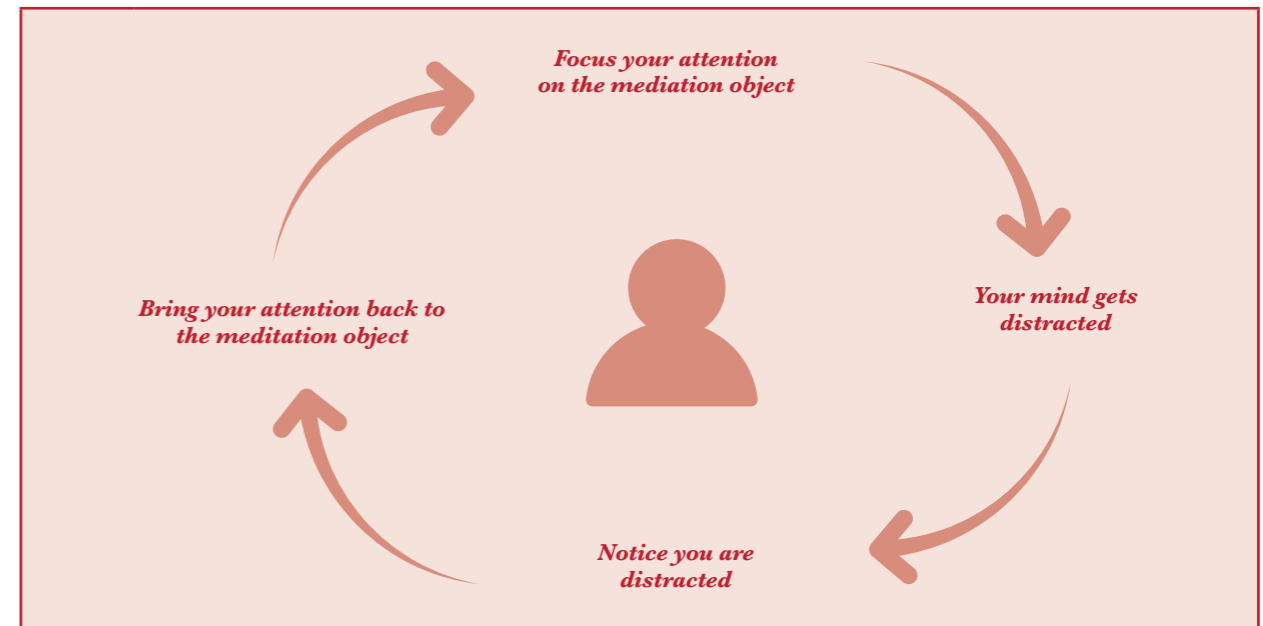 Focus your attention
on the mediation object
Your mind gets
distracted
Notice you are
distracted
Bring your attention back to
the meditation object